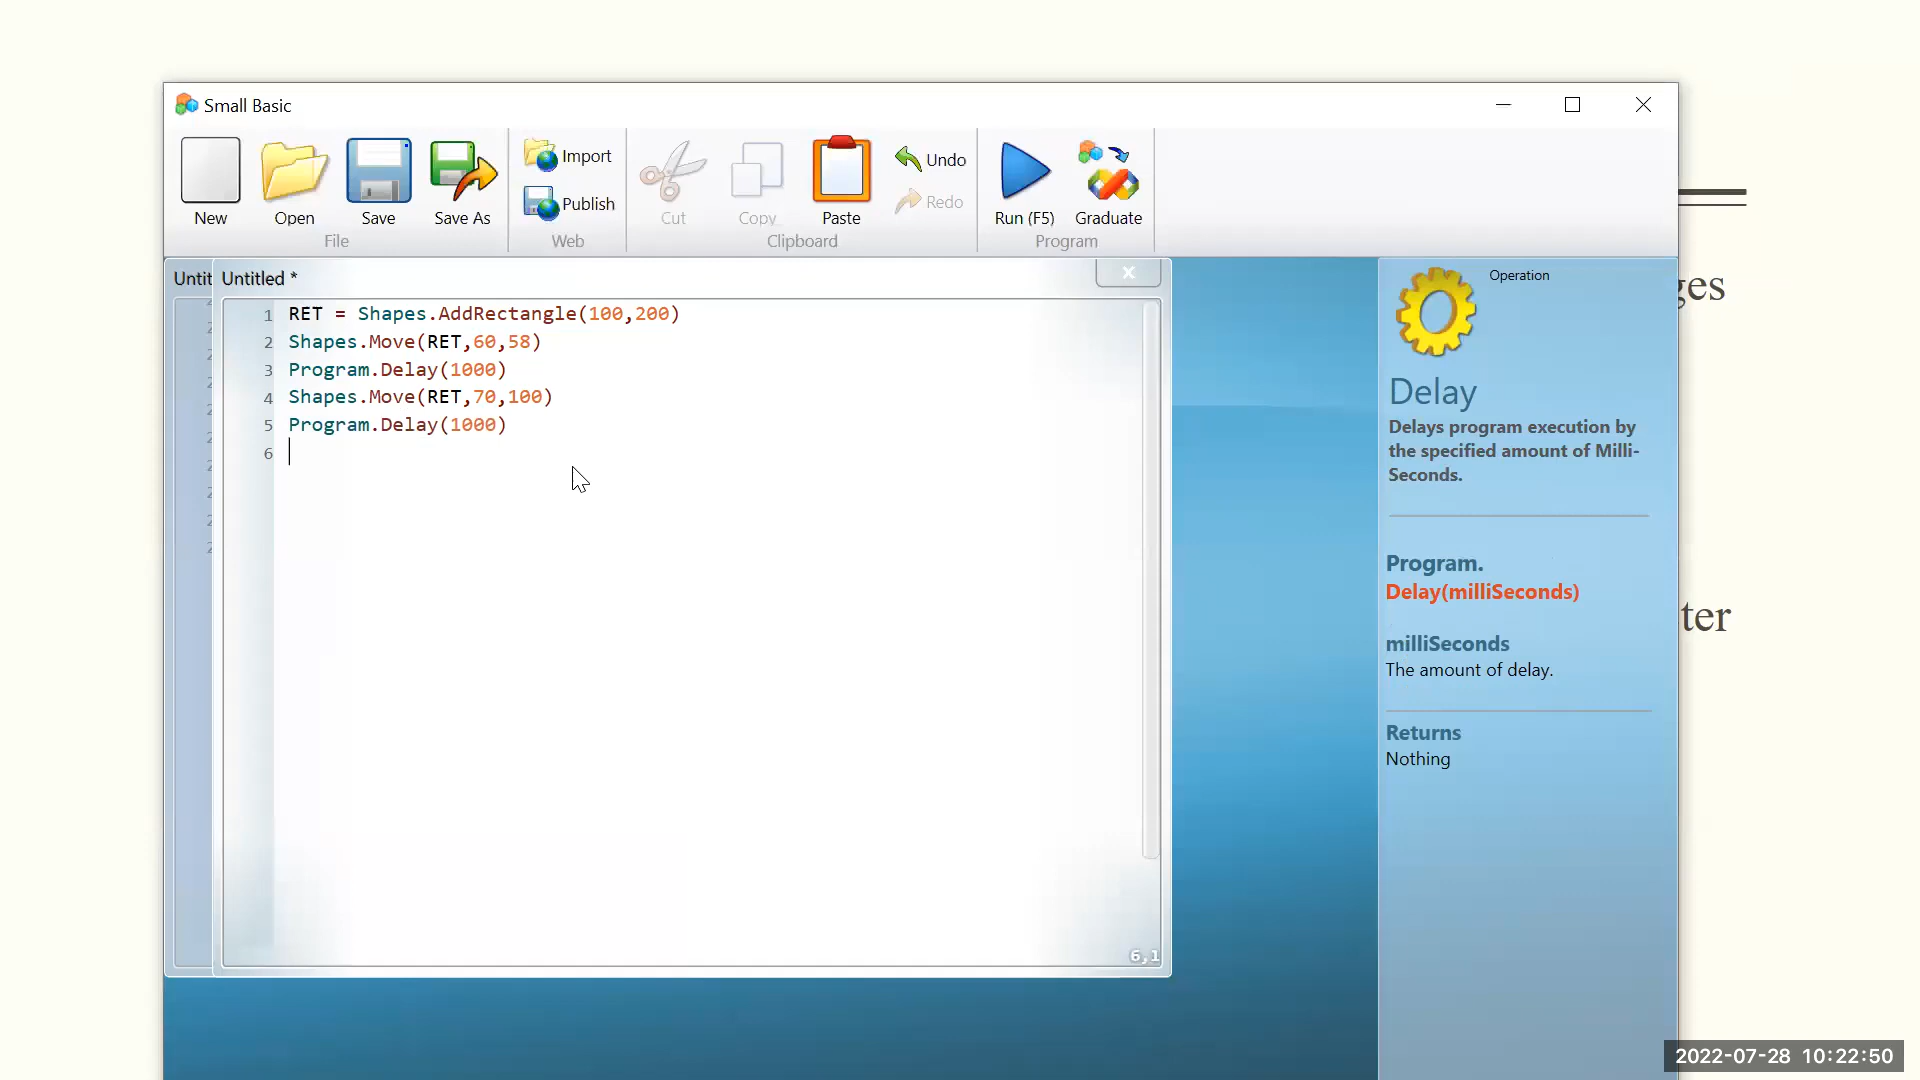 Small Basic
New
Open
Save
Save As
File
Import
Publish
Web
Cut
Copy
Paste
Undo
Redo
Clipboard
Run (F5)
Graduate
Program
Untit
Untitled *
x
1 RET = Shapes.AddRectangle(100,200)
2 Shapes.Move(RET,60,58)
3 Program.Delay(1000)
4 Shapes.Move(RET,70,100)
5 Program.Delay(1000)
6
6,1
Operation
Delay
Delays program execution by
the specified amount of Milli-
Seconds.
Program.
Delay(milliSeconds)
milliSeconds
The amount of delay.
Returns
Nothing
ges
ter
2022-07-28 10:22:50